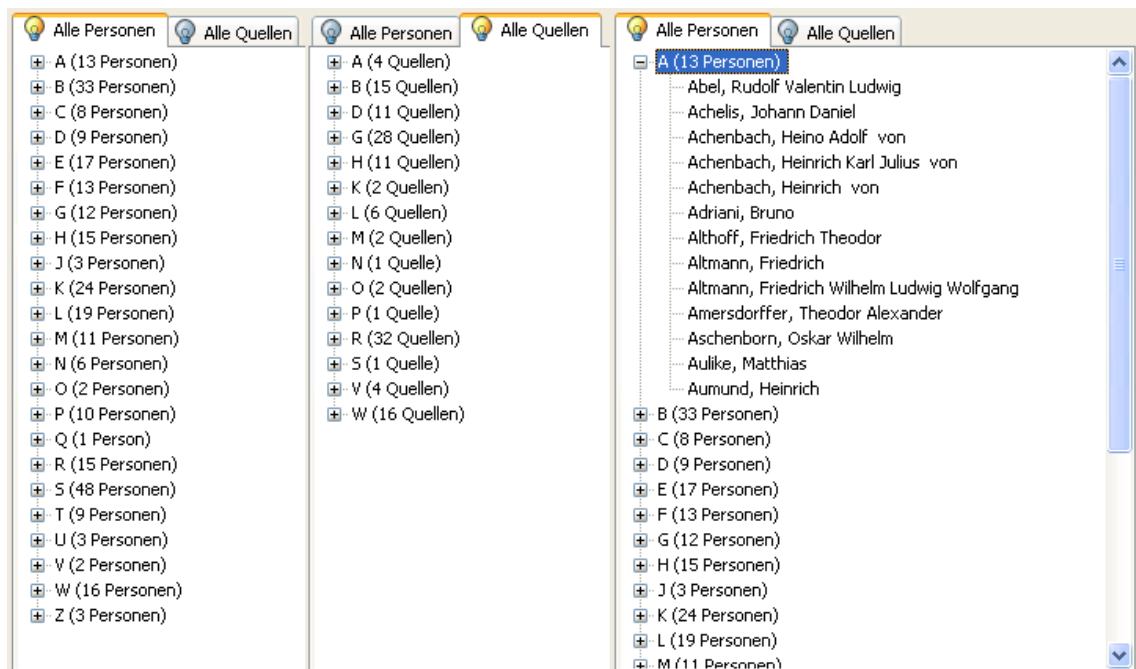 Alle Personen Alle Quellen
A (13 Personen)
B (33 Personen)
C (8 Personen)
D (9 Personen)
E (17 Personen)
F (13 Personen)
G (12 Personen)
H (15 Personen)
J (3 Personen)
K (24 Personen)
L (19 Personen)
M (11 Personen)
N (6 Personen)
O (2 Personen)
P (10 Personen)
Q (1 Person)
R (15 Personen)
S (48 Personen)
T (9 Personen)
U (3 Personen)
V (2 Personen)
W (16 Personen)
Z (3 Personen)
Alle Personen Alle Quellen
A (4 Quellen)
B (15 Quellen)
D (11 Quellen)
G (28 Quellen)
H (11 Quellen)
K (2 Quellen)
L (6 Quellen)
M (2 Quellen)
N (1 Quelle)
O (2 Quellen)
P (1 Quelle)
R (32 Quellen)
S (1 Quelle)
V (4 Quellen)
W (16 Quellen)
Alle Personen Alle Quellen
A (13 Personen)
Abel, Rudolf Valentin Ludwig
Achelis, Johann Daniel
Achenbach, Heino Adolf von
Achenbach, Heinrich Karl Julius von
Achenbach, Heinrich von
Adriani, Bruno
Althoff, Friedrich Theodor
Altmann, Friedrich
Altmann, Friedrich Wilhelm Ludwig Wolfgang
Amersdorffer, Theodor Alexander
Aschenborn, Oskar Wilhelm
Aulike, Matthias
Aumund, Heinrich
B (33 Personen)
C (8 Personen)
D (9 Personen)
E (17 Personen)
F (13 Personen)
G (12 Personen)
H (15 Personen)
J (3 Personen)
K (24 Personen)
L (19 Personen)
M (11 Personen)